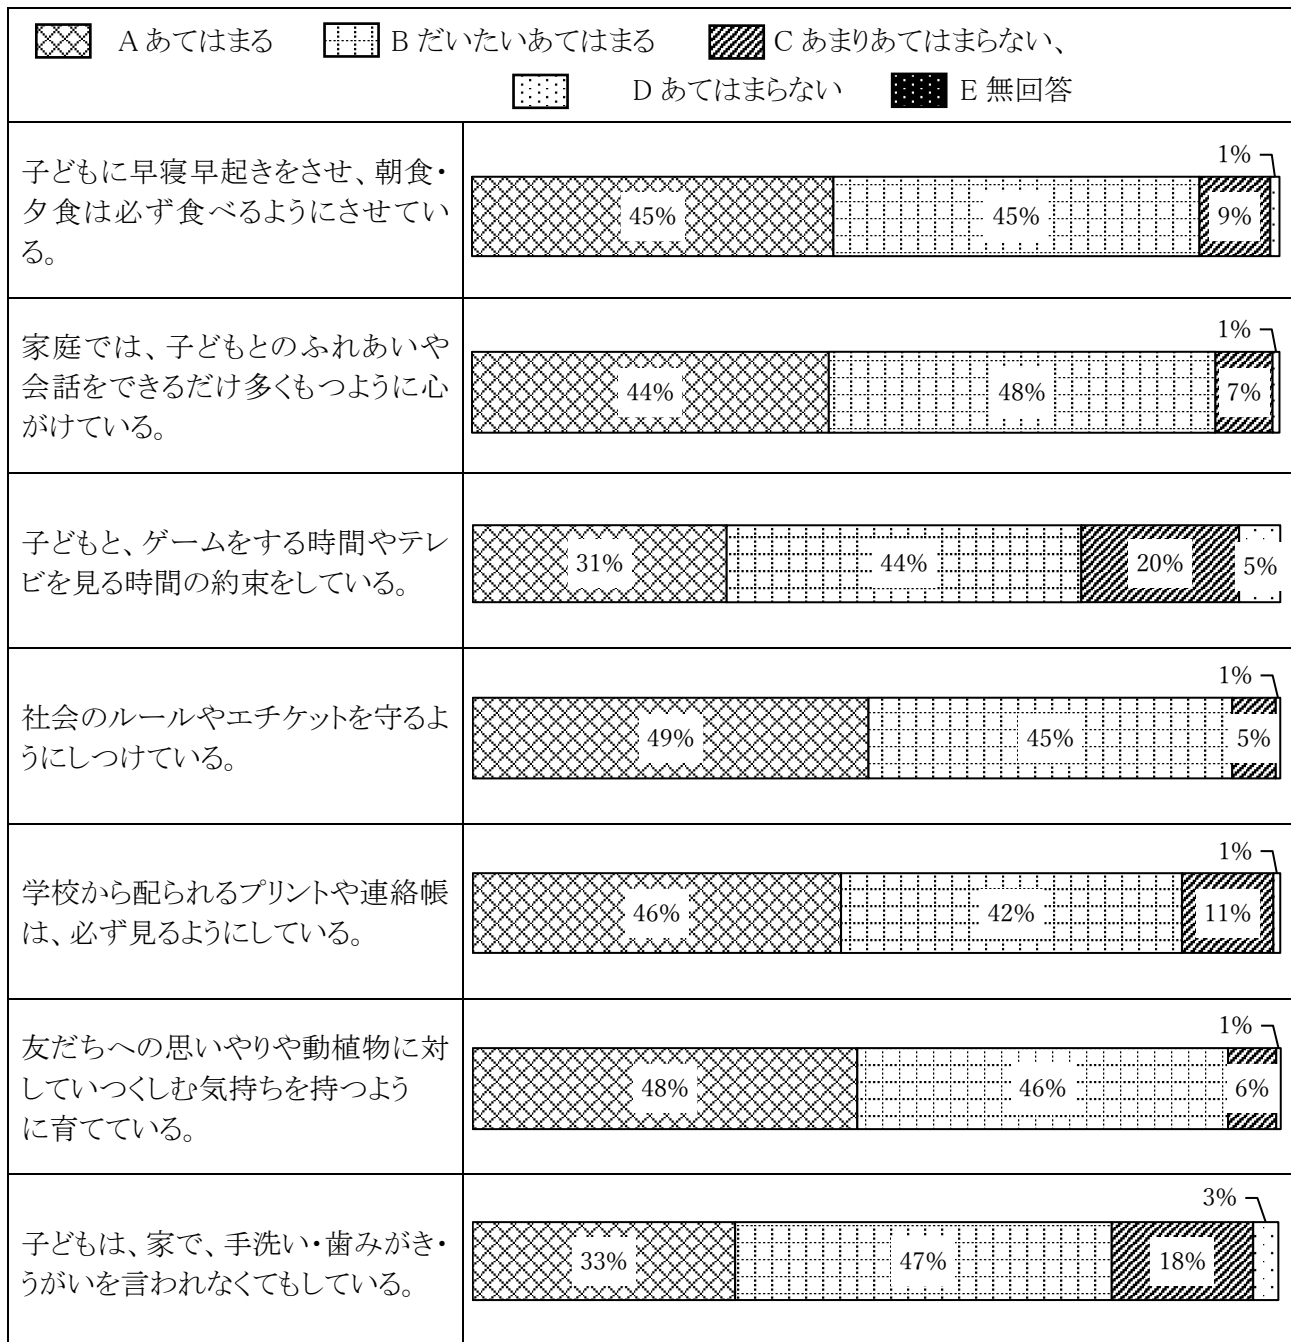 A あてはまる B だいたいあてはまる C あまりあてはまらない、
D あてはまらない E 無回答
子どもに早寝早起きをさせ、朝食・
夕食は必ず食べるようにさせてい
る。
1%
45% 45% 9%
家庭では、子どもとのふれあいや
会話をできるだけ多くもつように心
がけている。
1%
44% 48% 7%
子どもと、ゲームをする時間やテレ
ビを見る時間の約束をしている。
31% 44% 20% 5%
社会のルールやエチケットを守るよ
うにしつけている。
1%
49% 45% 5%
学校から配られるプリントや連絡帳
は、必ず見るようにしている。
1%
46% 42% 11%
友だちへの思いやりや動植物に対
していつくしむ気持ちを持つよう
に育てている。
1%
48% 46% 6%
子どもは、家で、手洗い・歯みがき・
うがいを言われなくてもしている。
3%
33% 47% 18%